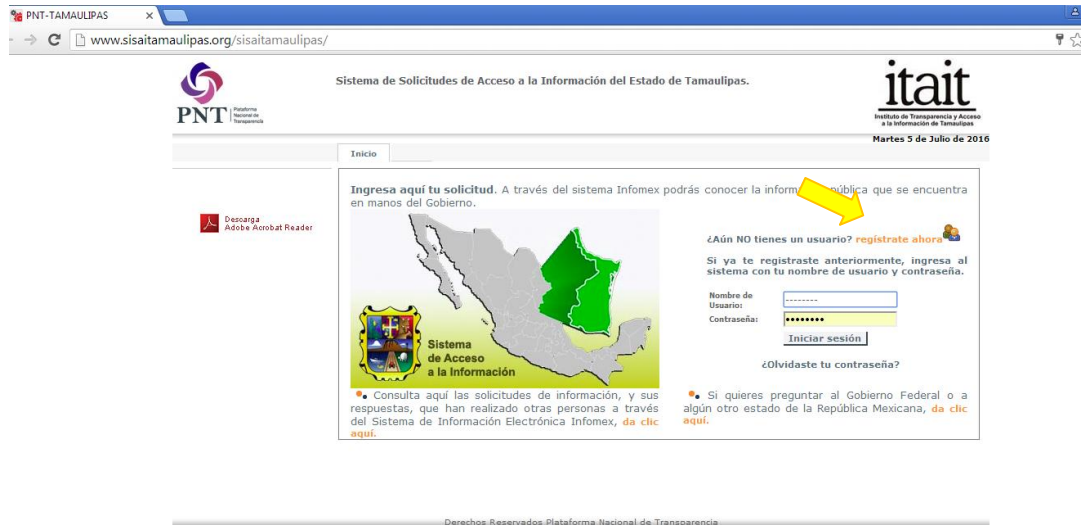 PNT-TAMAULIPAS
www.sisaitamaulipas.org/sisaitamaulipas/
PNT Plataforma Nacional de Transparencia
Sistema de Solicitudes de Acceso a la Información del Estado de Tamaulipas.
itait
Instituto de Transparencia y Acceso
a la Información de Tamaulipas
Martes 5 de Julio de 2016
Inicio
Descarga
Adobe Acrobat Reader
Ingresa aquí tu solicitud. A través del sistema Infomex podrás conocer la pública que se encuentra
en manos del Gobierno.
Sistema
de Acceso
a la Información
¿Aún NO tienes un usuario? regístrate ahora
Si ya te registraste anteriormente, ingresa al
sistema con tu nombre de usuario y contraseña.
Nombre de
Usuario:
--------
Contraseña:
••••••••
Iniciar sesión
¿Olvidaste tu contraseña?
Consulta aquí las solicitudes de información, y sus
respuestas, que han realizado otras personas a través
del Sistema de Información Electrónica Infomex, da clic
aquí.
Si quieres preguntar al Gobierno Federal o a
algún otro estado de la República Mexicana, da clic
aquí.
Derechos Reservados Plataforma Nacional de Transparencia